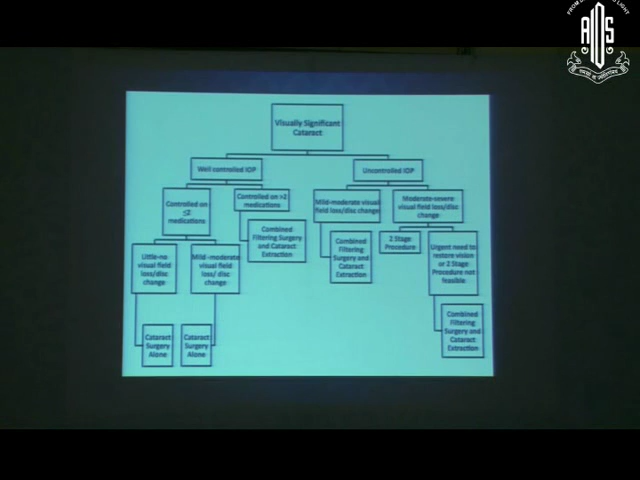 AIOS
Visually Significant
Cataract
Well controlled IOP
Uncontrolled IOP
Controlled on
≤2
medications
Controlled on >2
medications
Mild-moderate visual
field loss/disc change
Moderate-severe
visual field loss/disc
change
Combined
Filtering Surgery
and Cataract
Extraction
Combined
Filtering
Surgery and
Cataract
Extraction
2 Stage
Procedure
Urgent need to
restore vision
or 2 Stage
Procedure not
feasible
Little-no
visual field
loss/disc
change
Mild -moderate
visual field
loss/ disc
change
Cataract
Surgery
Alone
Cataract
Surgery
Alone
Combined
Filtering
Surgery and
Cataract
Extraction